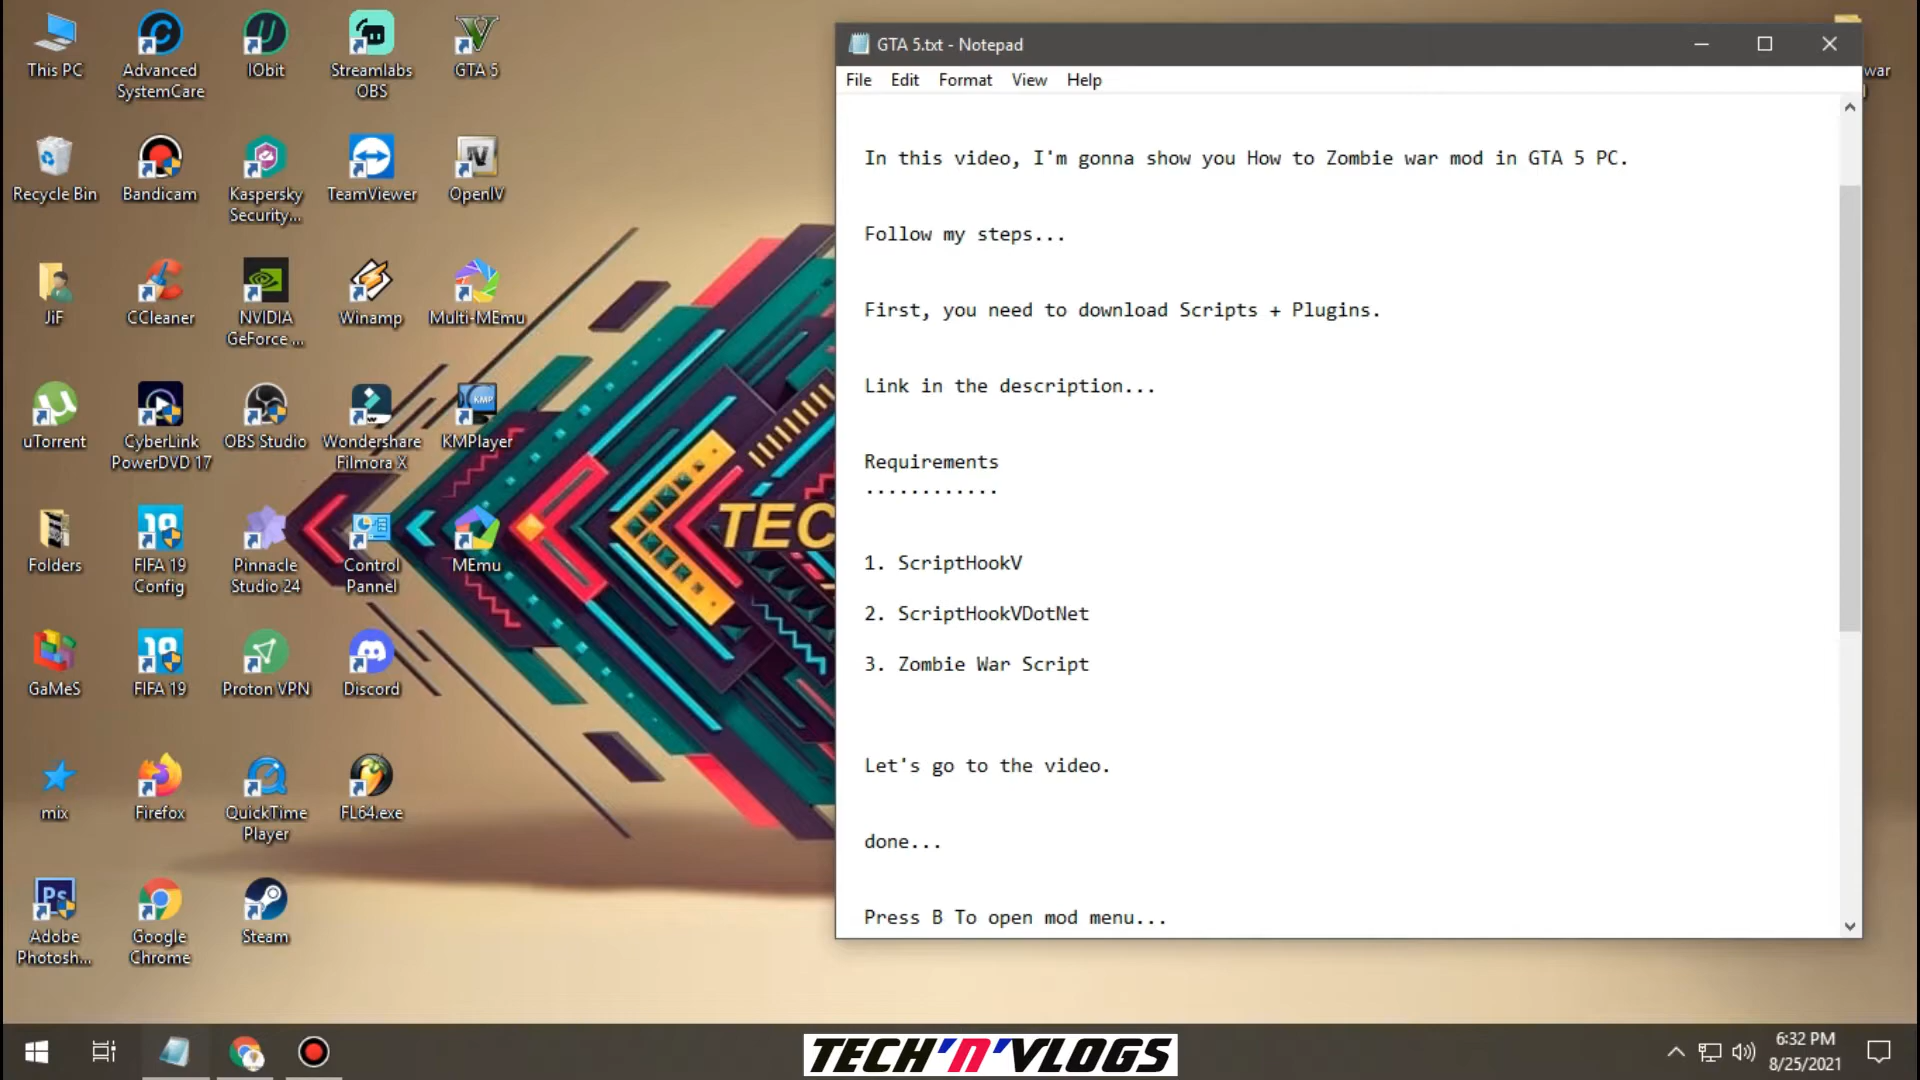 This PC
Advanced
SystemCare
IObit
Streamlabs
OBS
GTA 5
Recycle Bin
Bandicam
Kaspersky
Security...
TeamViewer
OpenIV
JiF
CCleaner
NVIDIA
GeForce ...
Winamp
Multi-MEmu
uTorrent
CyberLink
PowerDVD 17
OBS Studio
Wondershare
Filmora X
KMPlayer
Folders
FIFA 19
Config
Pinnacle
Studio 24
Control
Pannel
MEmu
GaMeS
FIFA 19
Proton VPN
Discord
mix
Firefox
QuickTime
Player
FL64.exe
Adobe
Photosh...
Google
Chrome
Steam
TEC
GTA 5.txt - Notepad
File Edit Format View Help
In this video, I'm gonna show you How to Zombie war mod in GTA 5 PC.
Follow my steps...
First, you need to download Scripts + Plugins.
Link in the description...
Requirements
............
1. ScriptHookV
2. ScriptHookVDotNet
3. Zombie War Script
Let's go to the video.
done...
Press B To open mod menu...
war
TECH'N'VLOGS
6:32 PM
8/25/2021